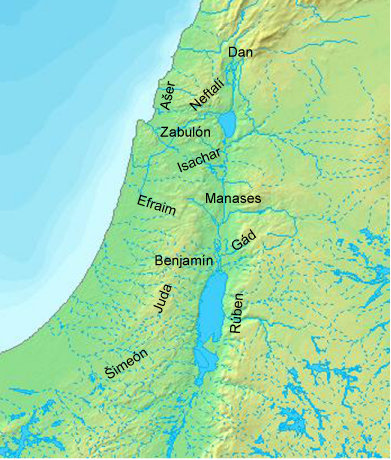 Dan
Ašer
Neftalí
Zabulón
Isachar
Manases
Efraim
Gád
Benjamín
Juda
Rúben
Šimeón